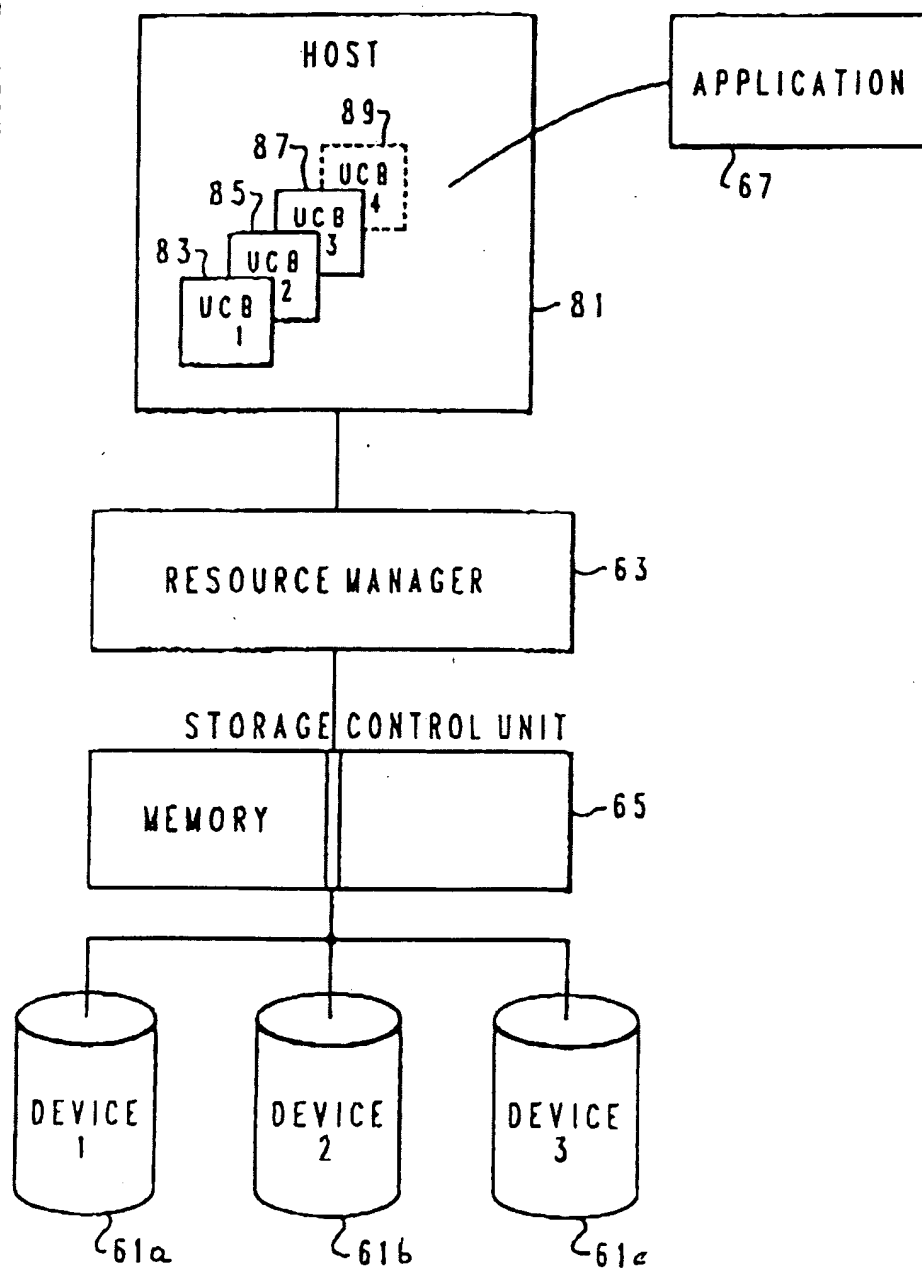 HOST
APPLICATION
67
89
UCB
4
87
UCB
3
85
UCB
2
83
UCB
1
81
RESOURCE MANAGER
63
STORAGE CONTROL UNIT
MEMORY
65
DEVICE
1
DEVICE
2
DEVICE
3
61a
61b
61c